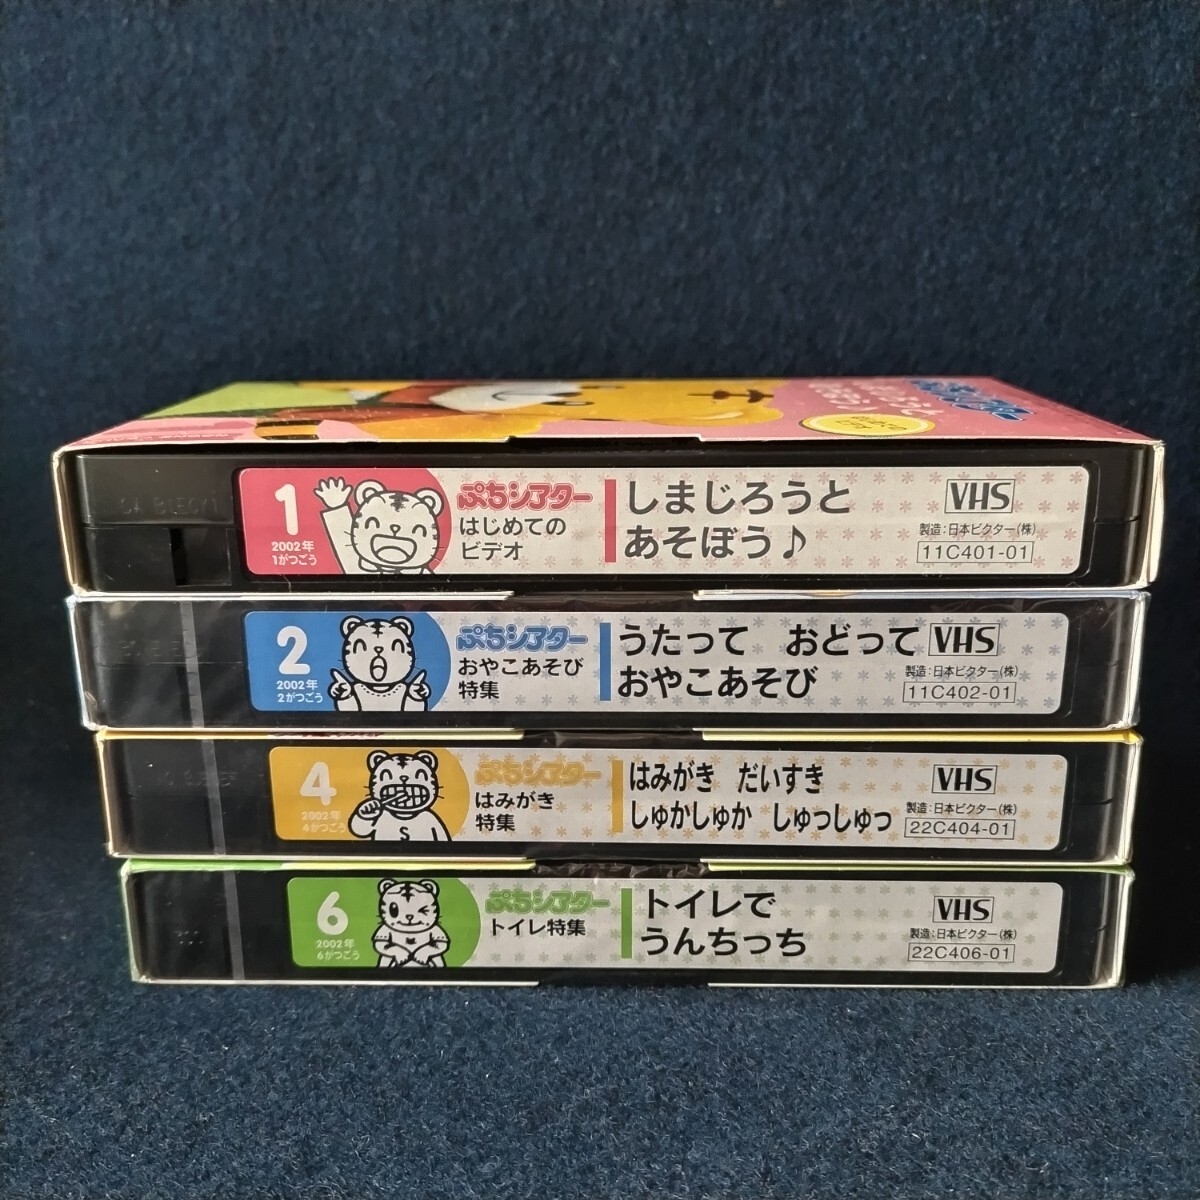 ぷちシアター
1
2002年
1がつごう
ぷちシアター
はじめての
ビデオ
しまじろうと
あそぼう♪
VHS
製造:日本ビクター(株)
11C401-01
2
2002年
2がつごう
ぷちシアター
おやこあそび
特集
うたって おどって
おやこあそび
VHS
製造:日本ビクター(株)
11C402-01
4
2002年
4がつごう
ぷちシアター
はみがき
特集
はみがき だいすき
しゅかしゅか しゅっしゅっ
VHS
製造:日本ビクター(株)
22C404-01
S
6
2002年
6がつごう
ぷちシアター
トイレ特集
トイレで
うんちっち
VHS
製造:日本ビクター(株)
22C406-01